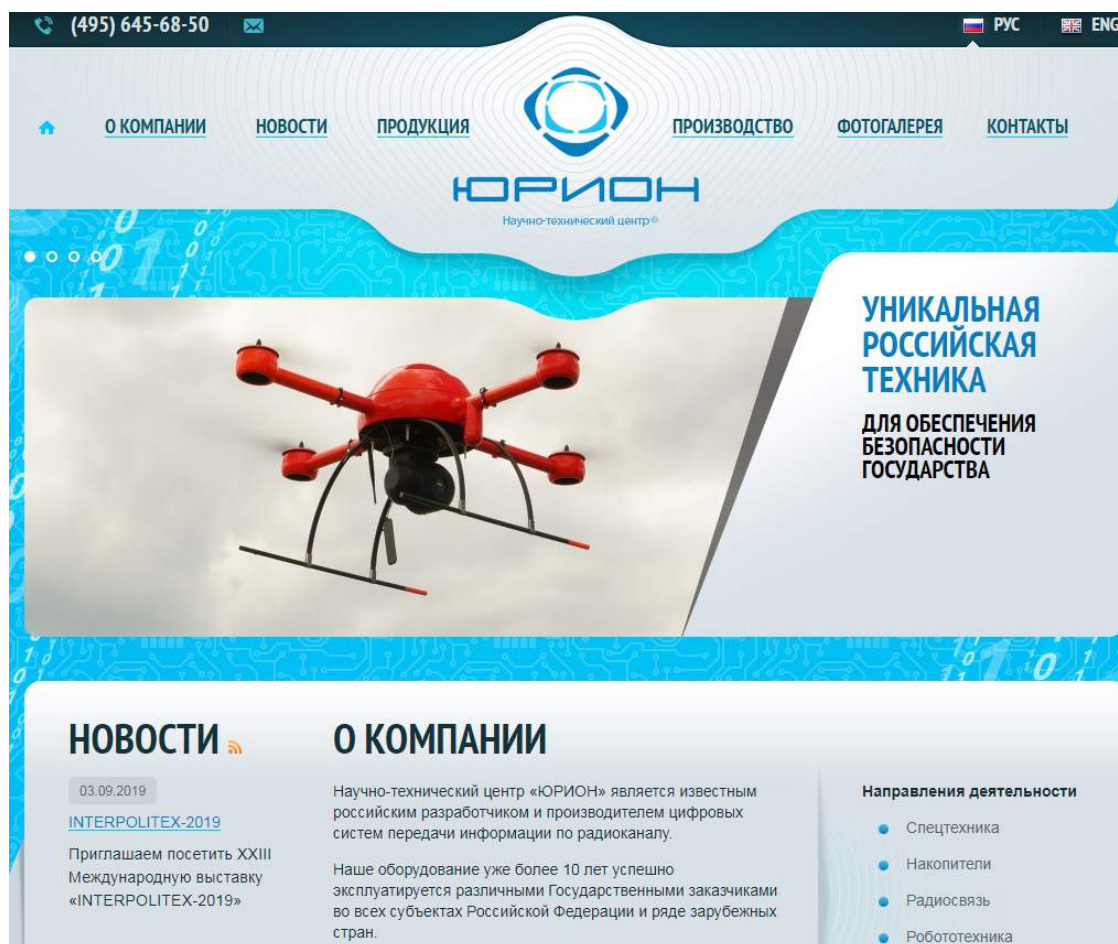 (495) 645-68-50
РУС
ENG
О КОМПАНИИ
НОВОСТИ
ПРОДУКЦИЯ
ПРОИЗВОДСТВО
ФОТОГАЛЕРЕЯ
КОНТАКТЫ
ЮРИОН
Научно-технический центр®
УНИКАЛЬНАЯ
РОССИЙСКАЯ
ТЕХНИКА
ДЛЯ ОБЕСПЕЧЕНИЯ
БЕЗОПАСНОСТИ
ГОСУДАРСТВА
НОВОСТИ
03.09.2019
INTERPOLITEX-2019
Приглашаем посетить XXIII
Международную выставку
«INTERPOLITEX-2019»
О КОМПАНИИ
Научно-технический центр «ЮРИОН» является известным
российским разработчиком и производителем цифровых
систем передачи информации по радиоканалу.
Наше оборудование уже более 10 лет успешно
эксплуатируется различными Государственными заказчиками
во всех субъектах Российской Федерации и ряде зарубежных
стран.
Направления деятельности
Спецтехника
Накопители
Радиосвязь
Робототехника